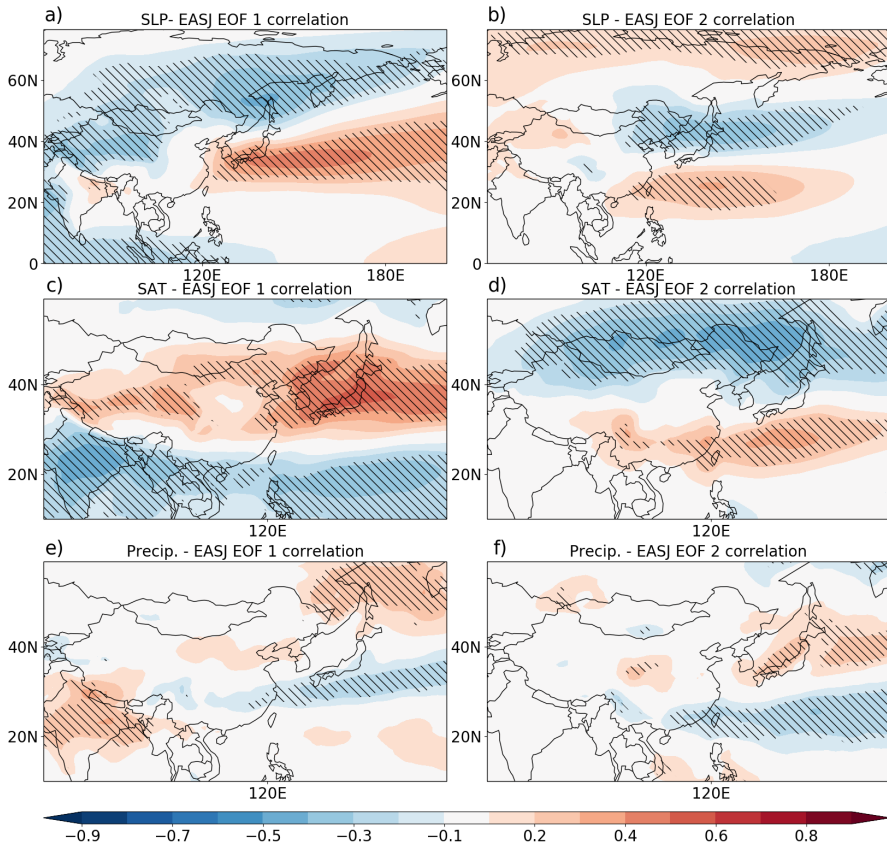 a)
SLP- EASJ EOF 1 correlation
60N
40N
20N
0
120E 180E
b)
SLP - EASJ EOF 2 correlation
60N
40N
20N
0
120E 180E
c)
SAT - EASJ EOF 1 correlation
40N
20N
120E
d)
SAT - EASJ EOF 2 correlation
40N
20N
120E
e)
Precip. - EASJ EOF 1 correlation
40N
20N
120E
f)
Precip. - EASJ EOF 2 correlation
40N
20N
120E
−0.9 −0.7 −0.5 −0.3 −0.1 0.2 0.4 0.6 0.8